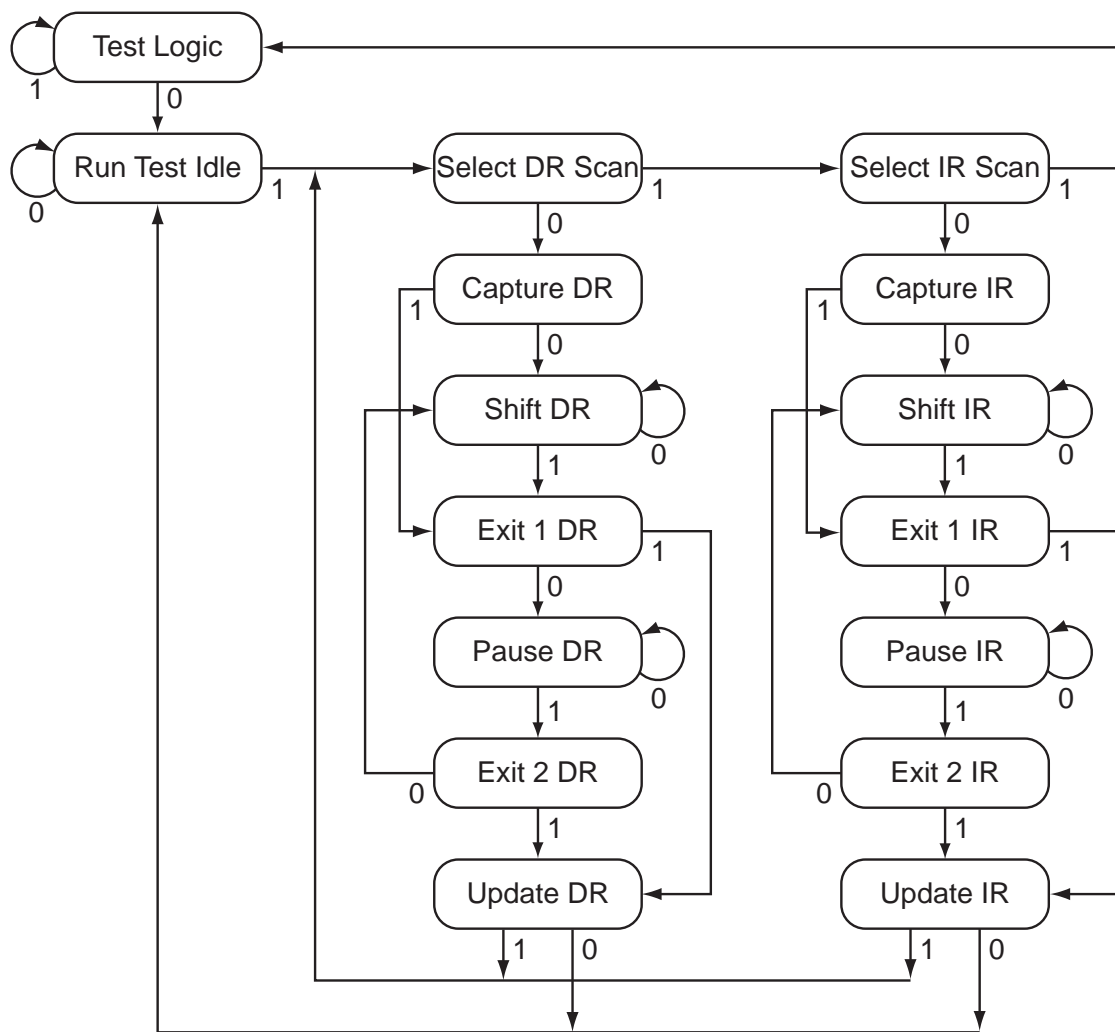 Test Logic
1
0
Run Test Idle
0
1
Select DR Scan
1
0
Select IR Scan
1
0
Capture DR
1
0
Capture IR
1
0
Shift DR
0
1
Shift IR
0
1
Exit 1 DR
1
0
Exit 1 IR
1
0
Pause DR
0
1
Pause IR
0
1
Exit 2 DR
0
1
Exit 2 IR
0
1
Update DR
1
0
Update IR
1
0